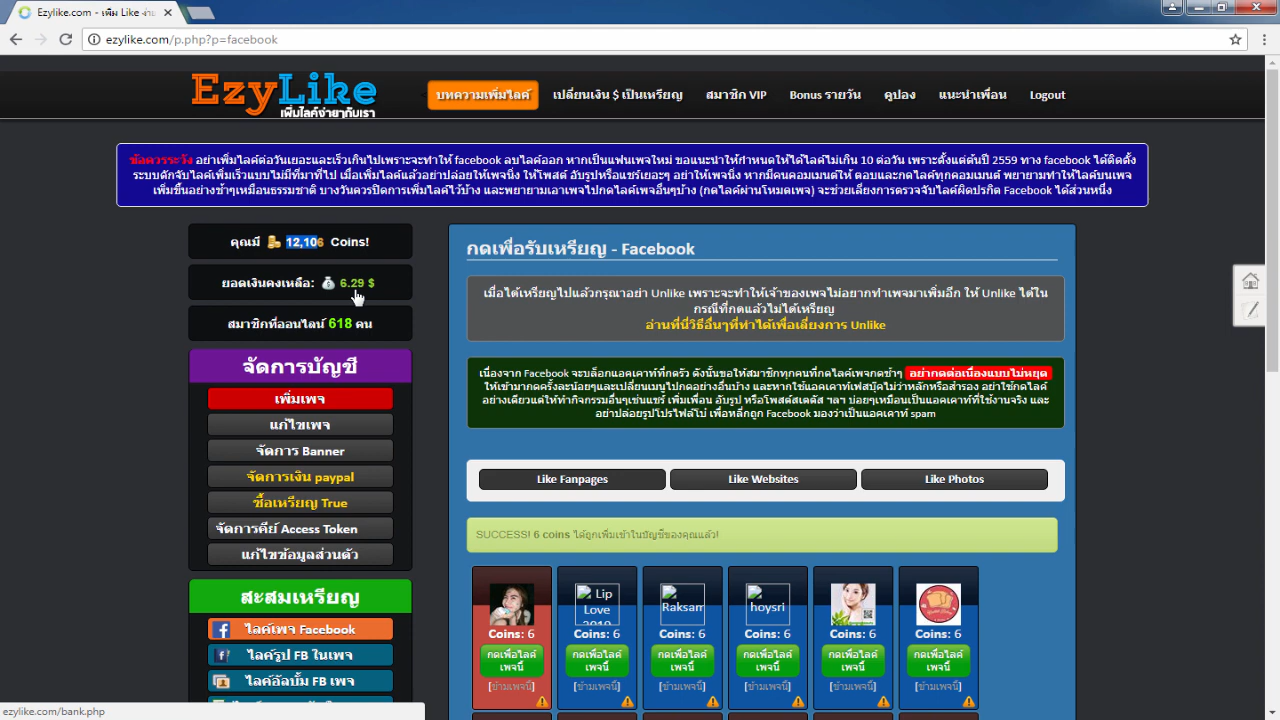 Ezylike.com - เพิ่ม Like ง่าย
ezylike.com/p.php?p=facebook
EzyLike
เพิ่มไลค์ง่ายๆกับเรา
บทความเพิ่มไลค์ เปลี่ยนเงิน $ เป็นเหรียญ สมาชิก VIP Bonus รายวัน คูปอง แนะนำเพื่อน Logout
ข้อควรระวัง อย่าเพิ่มไลค์ต่อวันเยอะและเร็วเกินไปเพราะจะทำให้ facebook ลบไลค์ออก หากเป็นแฟนเพจใหม่ ขอแนะนำให้กำหนดให้ได้ไลค์ไม่เกิน 10 ต่อวัน เพราะตั้งแต่ต้นปี 2559 ทาง facebook ได้ติดตั้ง
ระบบดักจับไลค์เพิ่มเร็วแบบไม่มีที่มาที่ไป เมื่อเพิ่มไลค์แล้วอย่าปล่อยให้เพจนิ่ง ให้โพสต์ อับรูปหรือแชร์เยอะๆ อย่าให้เพจนิ่ง หากมีคนคอมเมนต์ให้ ตอบและกดไลค์ทุกคอมเมนต์ พยายามทำให้ไลค์บนเพจ
เพิ่มขึ้นอย่างช้าๆเหมือนธรรมชาติ บางวันควรปิดการเพิ่มไลค์ไว้บ้าง และพยายามเอาเพจไปกดไลค์เพจอื่นๆบ้าง (กดไลค์ผ่านโหมดเพจ) จะช่วยเลี่ยงการตรวจจับไลค์ผิดปรกติ Facebook ได้ส่วนหนึ่ง
คุณมี 12,106 Coins!
ยอดเงินคงเหลือ: 6.29 $
สมาชิกที่ออนไลน์ 618 คน
จัดการบัญชี
เพิ่มเพจ
แก้ไขเพจ
จัดการ Banner
จัดการเงิน paypal
ซื้อเหรียญ True
จัดการคีย์ Access Token
แก้ไขข้อมูลส่วนตัว
สะสมเหรียญ
ไลค์เพจ Facebook
ไลค์รูป FB ในเพจ
ไลค์อัลบั้ม FB เพจ
กดเพื่อรับเหรียญ - Facebook
เมื่อได้เหรียญไปแล้วกรุณาอย่า Unlike เพราะจะทำให้เจ้าของเพจไม่อยากทำเพจมาเพิ่มอีก ให้ Unlike ได้ใน
กรณีที่กดแล้วไม่ได้เหรียญ
อ่านที่นี่วิธีอื่นๆที่ทำได้เพื่อเลี่ยงการ Unlike
เนื่องจาก Facebook จะบล็อกแอคเคาท์ที่กดรัว ดังนั้นขอให้สมาชิกทุกคนที่กดไลค์เพจกดช้าๆ อย่ากดต่อเนื่องแบบไม่หยุด
ให้เข้ามากดครั้งละน้อยๆและเปลี่ยนเมนูไปกดอย่างอื่นบ้าง และหากใช้แอคเคาท์เฟสบุ๊คไม่ว่าหลักหรือสำรอง อย่าใช้กดไลค์
อย่างเดียวแต่ให้ทำกิจกรรมอื่นๆเช่นแชร์ เพิ่มเพื่อน อับรูป หรือโพสต์สเตตัส ฯลฯ บ่อยๆเหมือนเป็นแอคเคาท์ที่ใช้งานจริง และ
อย่าปล่อยรูปโปรไฟล์โบ๋ เพื่อหลีกถูก Facebook มองว่าเป็นแอคเคาท์ spam
Like Fanpages Like Websites Like Photos
SUCCESS! 6 coins ได้ถูกเพิ่มเข้าในบัญชีของคุณแล้ว!
Lip Love 2010 Raksam hoysri
Coins: 6 Coins: 6 Coins: 6 Coins: 6 Coins: 6 Coins: 6
กดเพื่อไลค์ กดเพื่อไลค์ กดเพื่อไลค์ กดเพื่อไลค์ กดเพื่อไลค์ กดเพื่อไลค์
เพจนี้ เพจนี้ เพจนี้ เพจนี้ เพจนี้ เพจนี้
[ข้ามเพจนี้] [ข้ามเพจนี้] [ข้ามเพจนี้] [ข้ามเพจนี้] [ข้ามเพจนี้] [ข้ามเพจนี้]
ezylike.com/bank.php